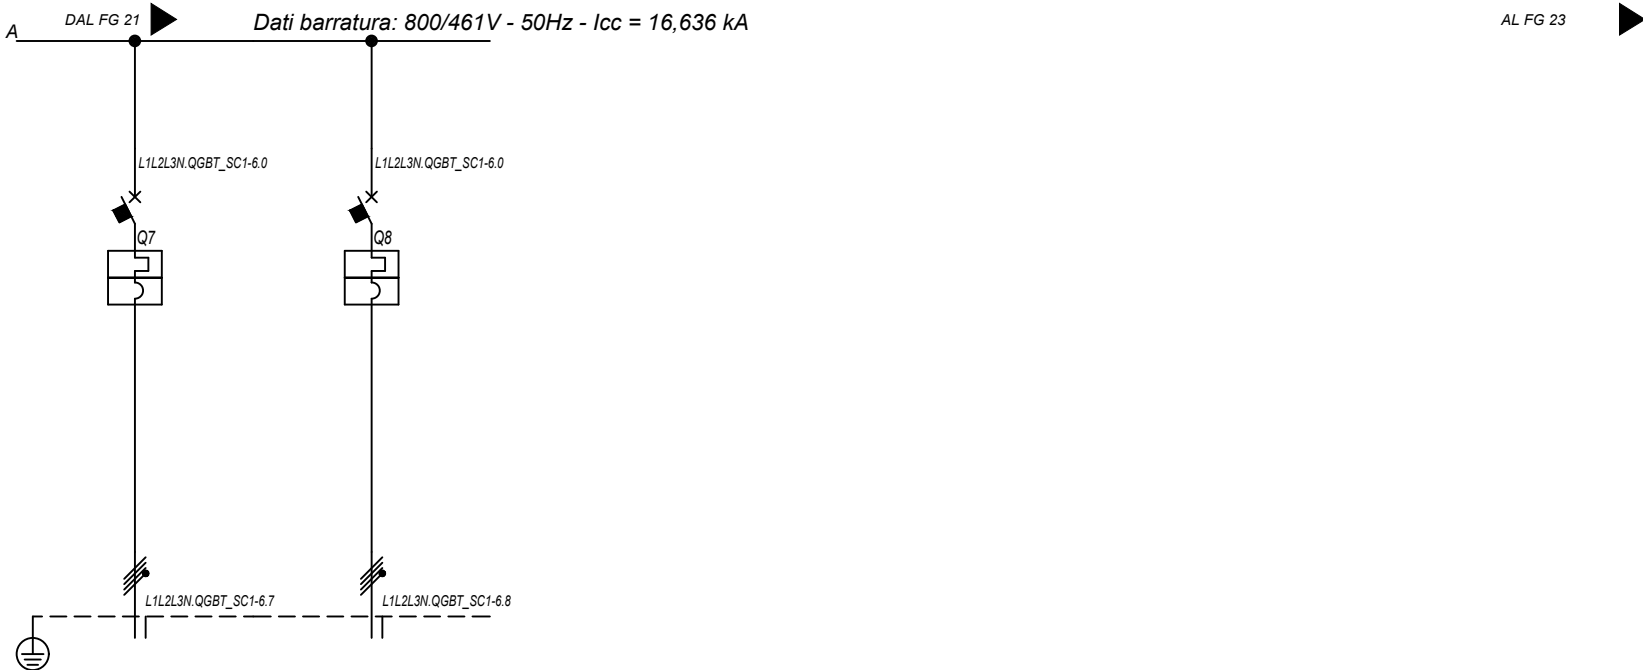 A
DAL FG 21
Dati barratura: 800/461V - 50Hz - Icc = 16,636 kA
AL FG 23
L1L2L3N.QGBT_SC1-6.0
L1L2L3N.QGBT_SC1-6.0
Q7
Q8
L1L2L3N.QGBT_SC1-6.7
L1L2L3N.QGBT_SC1-6.8